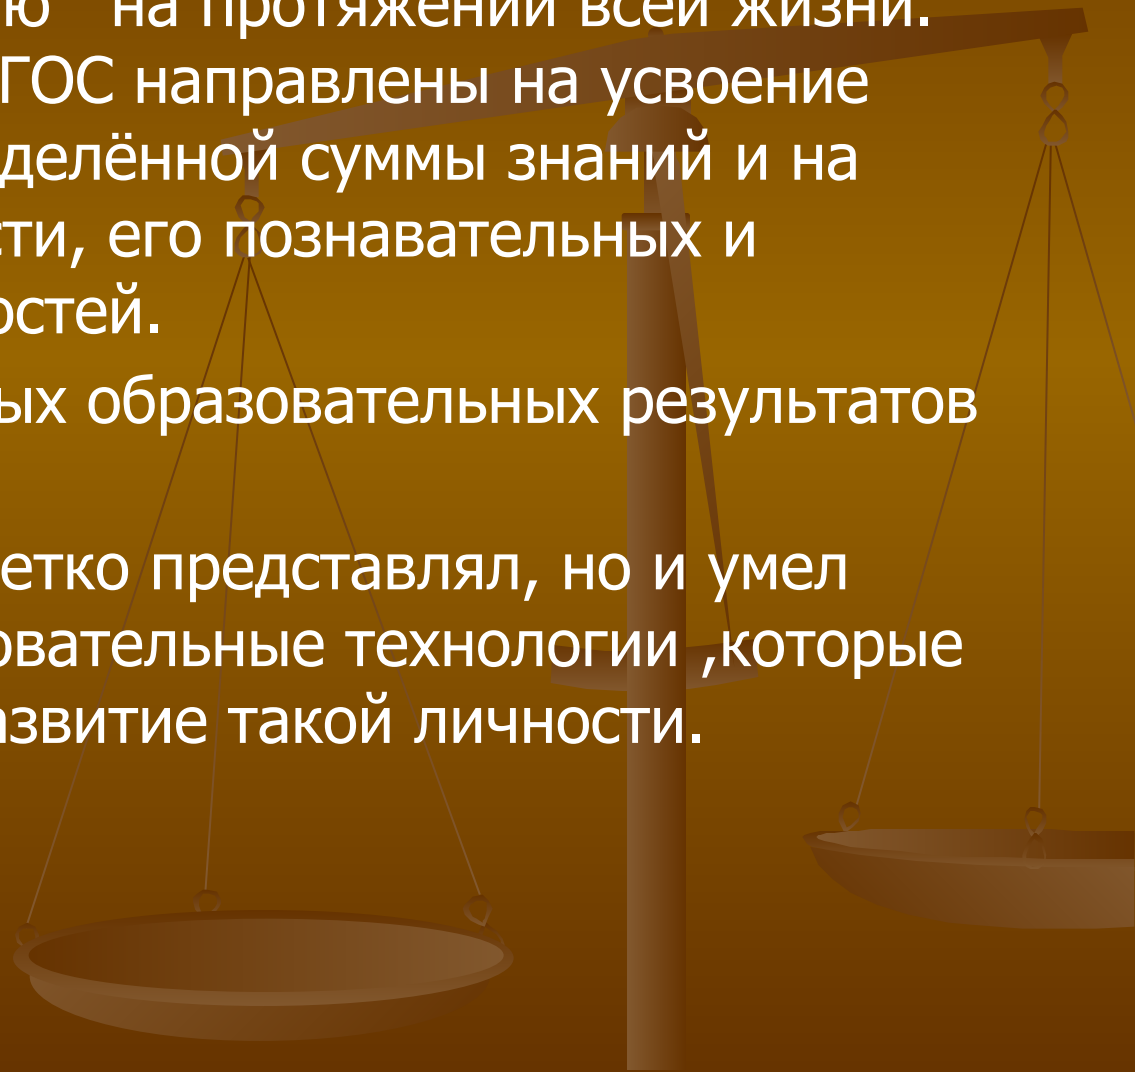 ю на протяжении всей жизни.
ГОС направлены на усвоение
делённой суммы знаний и на
сти, его познавательных и
остей.
ых образовательных результатов
етко представлял, но и умел
овательные технологии ,которые
азвитие такой личности.